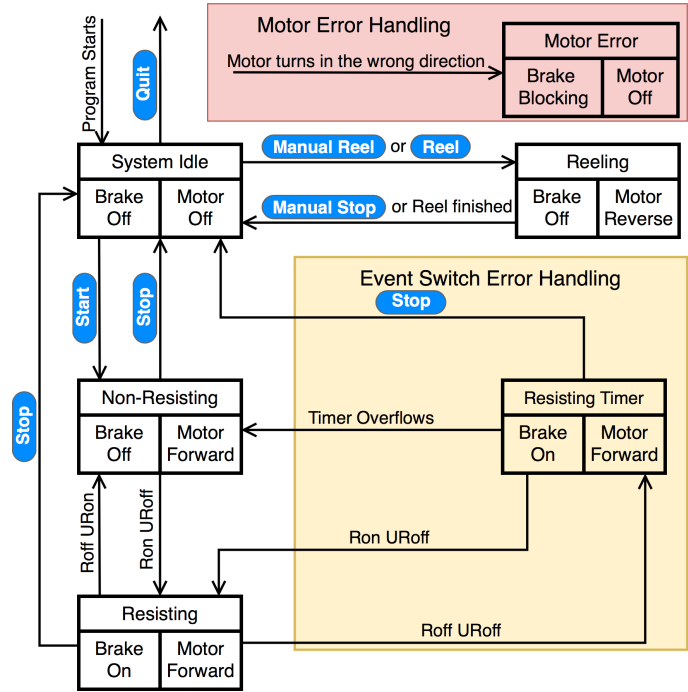 Program Starts
Quit
Motor Error Handling
Motor turns in the wrong direction
Motor Error
Brake
Blocking
Motor
Off
System Idle
Brake
Off
Motor
Off
Manual Reel or Reel
Manual Stop or Reel finished
Reeling
Brake
Off
Motor
Reverse
Start
Stop
Event Switch Error Handling
Stop
Stop
Non-Resisting
Brake
Off
Motor
Forward
Timer Overflows
Resisting Timer
Brake
On
Motor
Forward
Roff URon
Ron URoff
Ron URoff
Resisting
Brake
On
Motor
Forward
Roff URoff